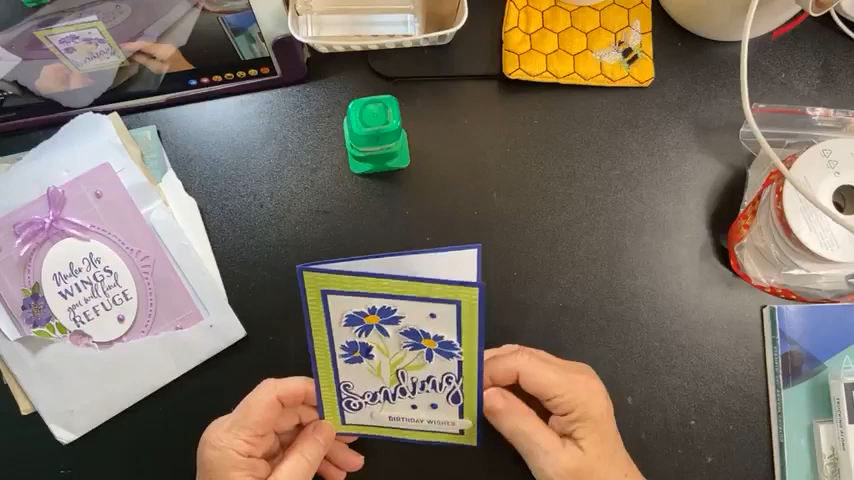 Under His
WINGS
you will find
REFUGE
Sending
BIRTHDAY WISHES